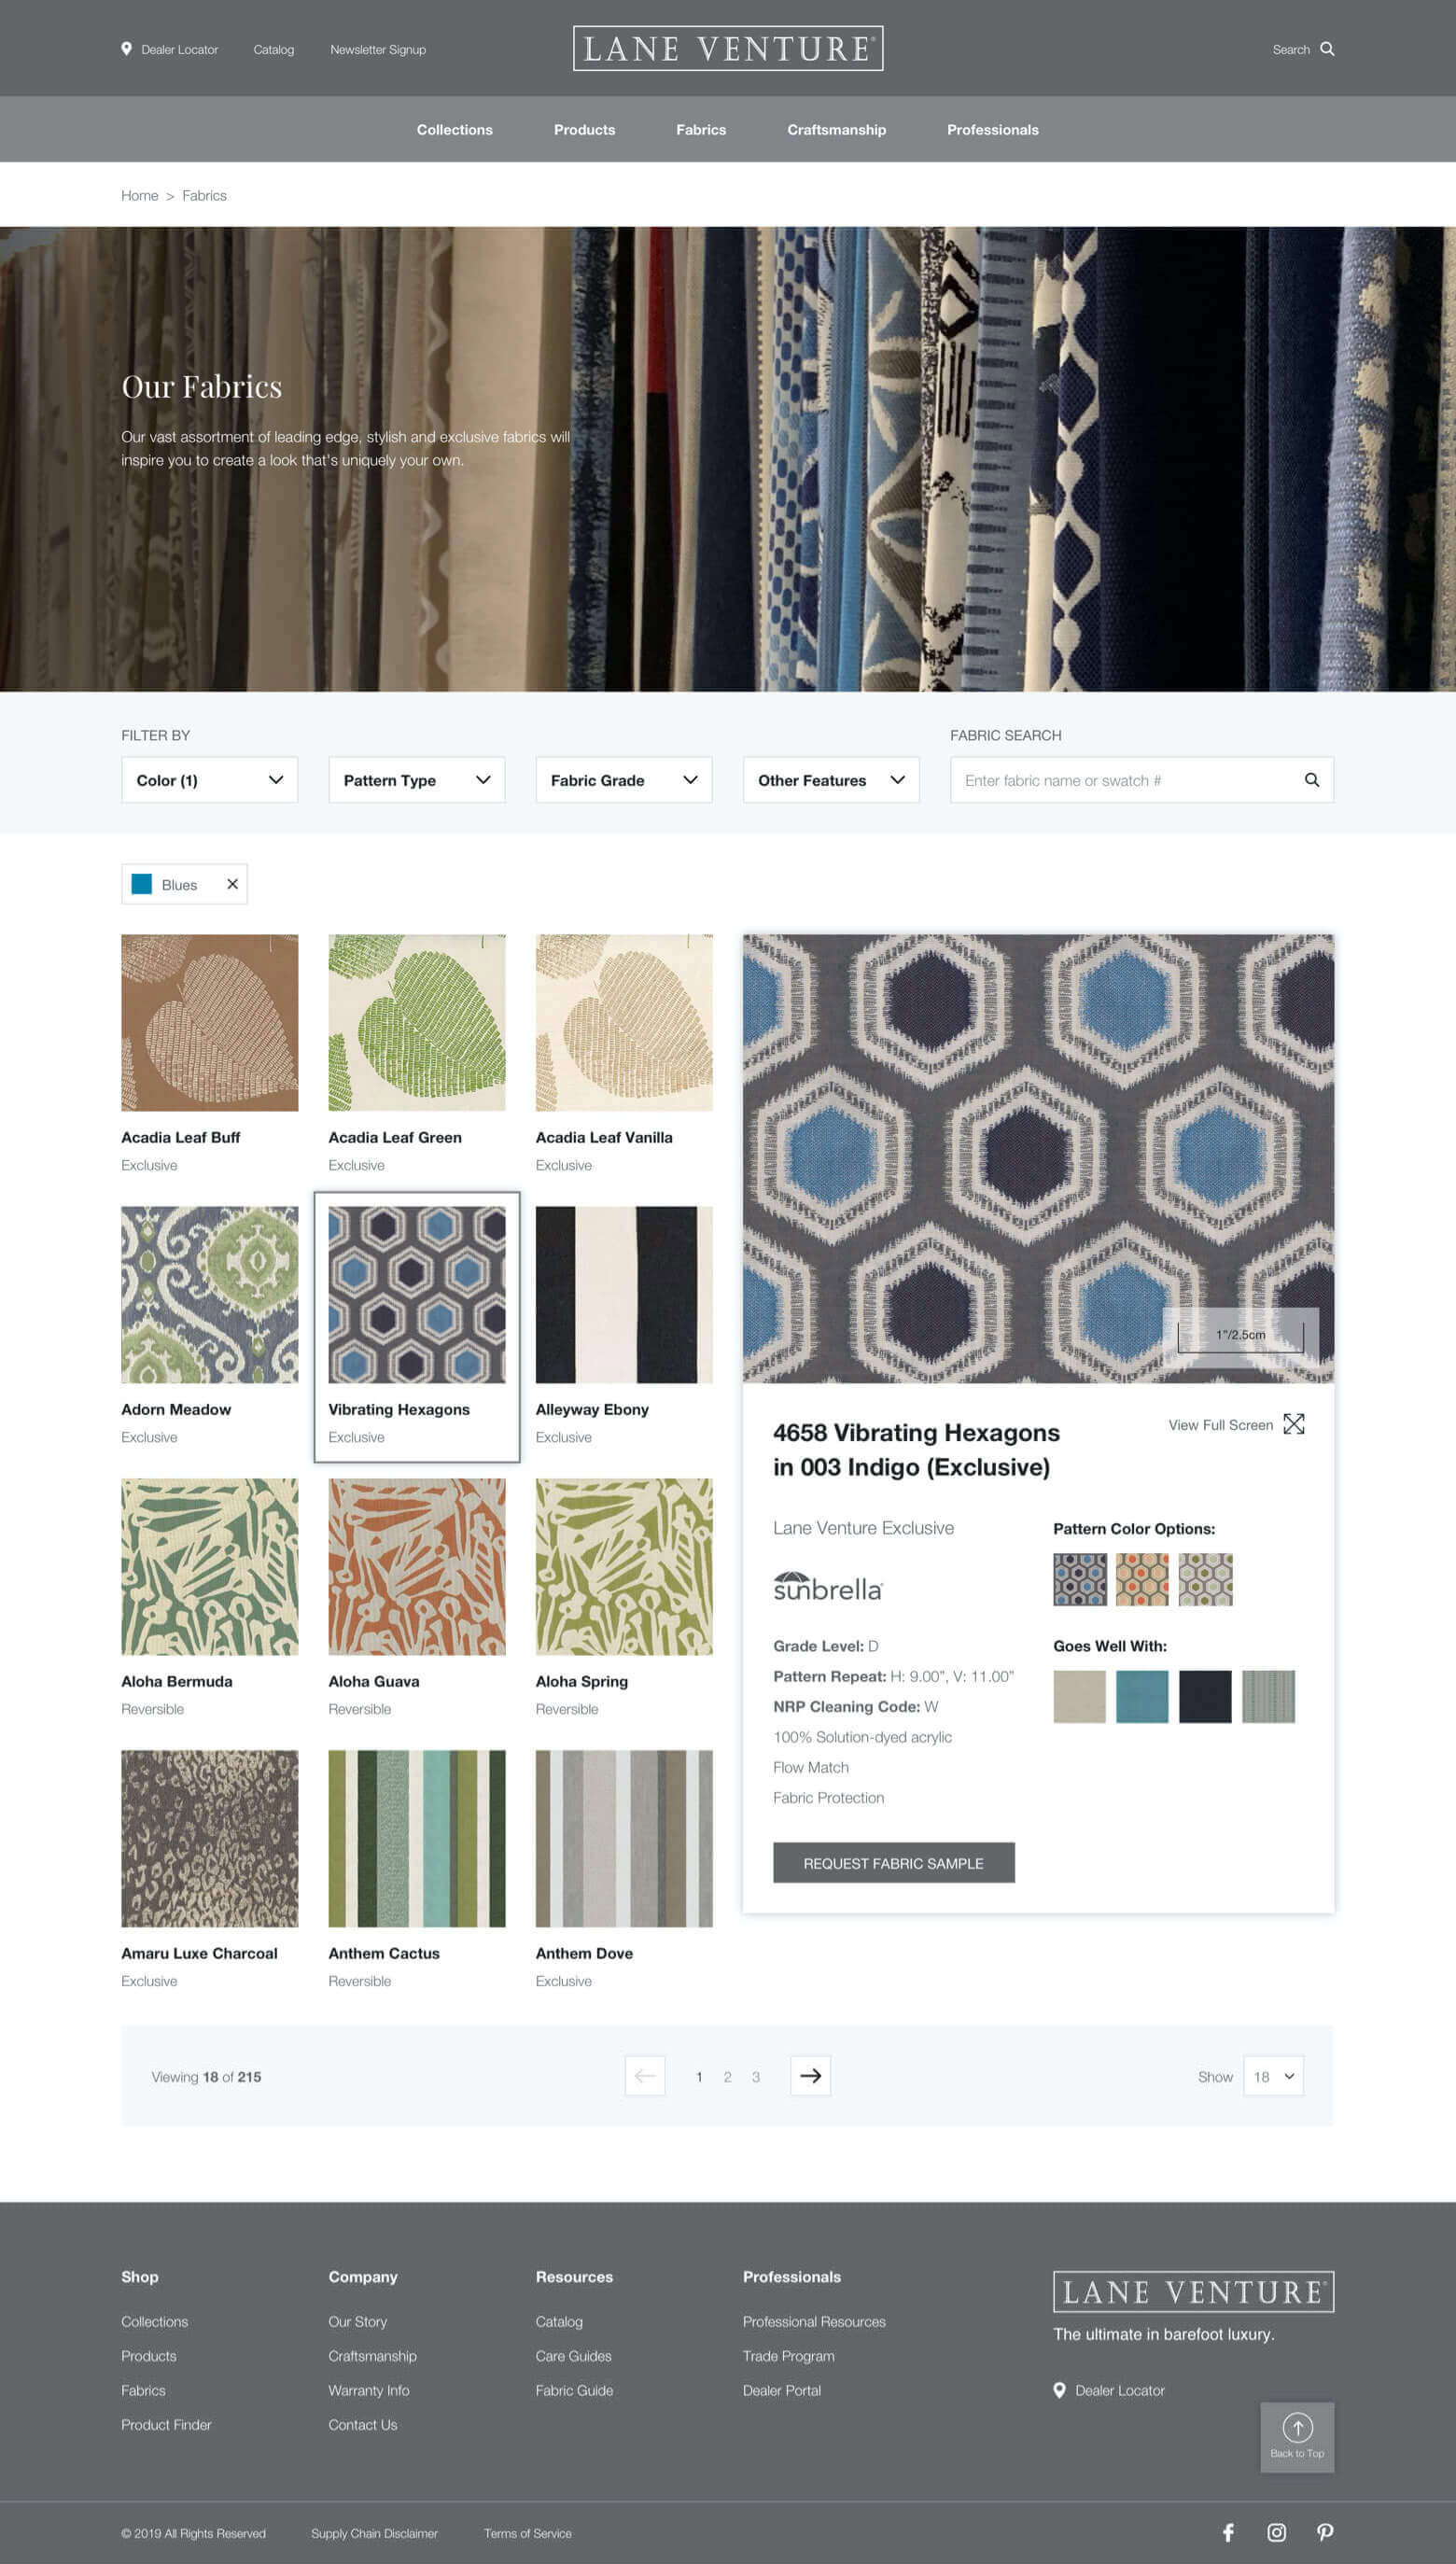 Dealer Locator
Catalog
Newsletter Signup
LANE VENTURE®
Search
Collections
Products
Fabrics
Craftsmanship
Professionals
Home > Fabrics
Our Fabrics
Our vast assortment of leading edge, stylish and exclusive fabrics will
inspire you to create a look that's uniquely your own.
FILTER BY
FABRIC SEARCH
Color (1)
Pattern Type
Fabric Grade
Other Features
Enter fabric name or swatch #
Blues
Acadia Leaf Buff
Exclusive
Acadia Leaf Green
Exclusive
Acadia Leaf Vanilla
Exclusive
Adorn Meadow
Exclusive
Vibrating Hexagons
Exclusive
Alleyway Ebony
Exclusive
Aloha Bermuda
Reversible
Aloha Guava
Reversible
Aloha Spring
Reversible
Amaru Luxe Charcoal
Exclusive
Anthem Cactus
Reversible
Anthem Dove
Exclusive
1"/2.5cm
4658 Vibrating Hexagons
in 003 Indigo (Exclusive)
View Full Screen
Lane Venture Exclusive
sunbrella
Grade Level: D
Pattern Repeat: H: 9.00”, V: 11.00”
NRP Cleaning Code: W
100% Solution-dyed acrylic
Flow Match
Fabric Protection
Pattern Color Options:
Goes Well With:
REQUEST FABRIC SAMPLE
Viewing 18 of 215
1 2 3
Show 18
Shop
Collections
Products
Fabrics
Product Finder
Company
Our Story
Craftsmanship
Warranty Info
Contact Us
Resources
Catalog
Care Guides
Fabric Guide
Professionals
Professional Resources
Trade Program
Dealer Portal
LANE VENTURE®
The ultimate in barefoot luxury.
Dealer Locator
Back to Top
© 2019 All Rights Reserved
Supply Chain Disclaimer
Terms of Service